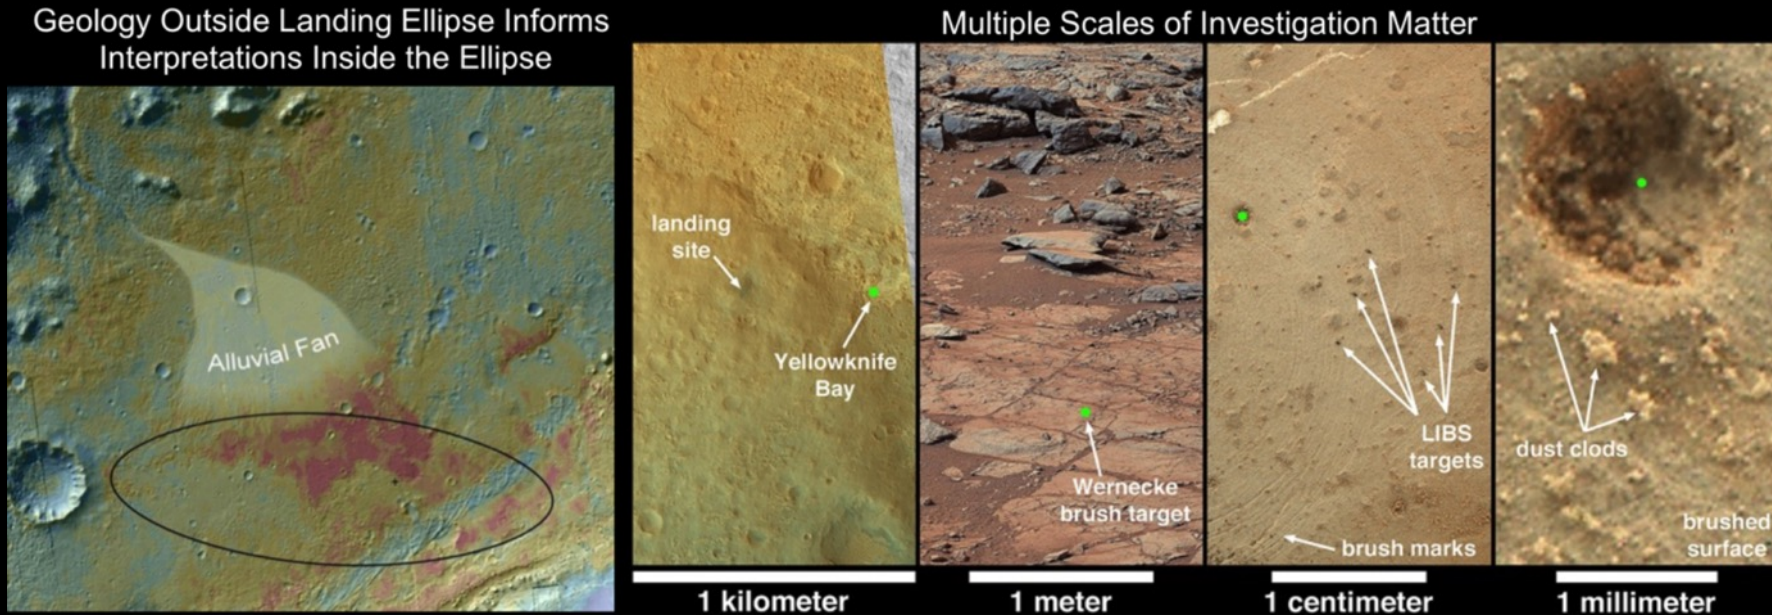 Geology Outside Landing Ellipse Informs
Interpretations Inside the Ellipse
Alluvial Fan
Multiple Scales of Investigation Matter
landing
site
Yellowknife
Bay
1 kilometer
Wernecke
brush target
1 meter
LIBS
targets
brush marks
1 centimeter
dust clods
brushed
surface
1 millimeter